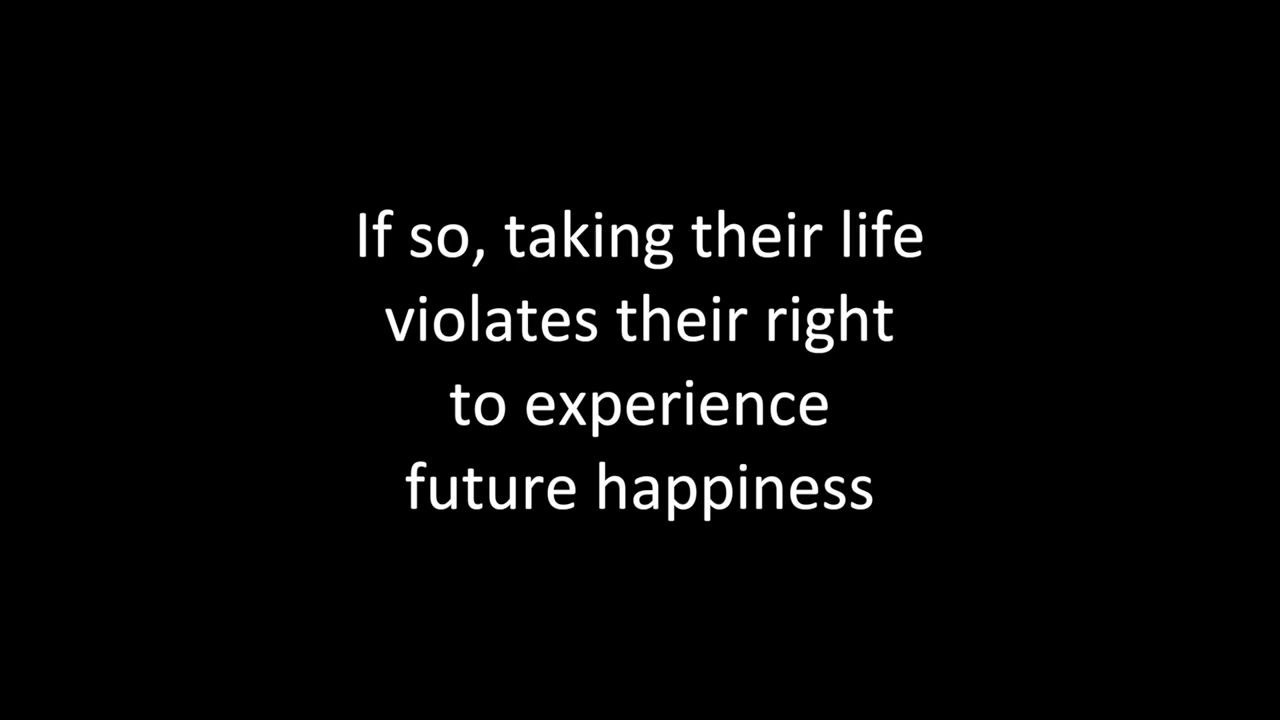 If so, taking their life
violates their right
to experience
future happiness